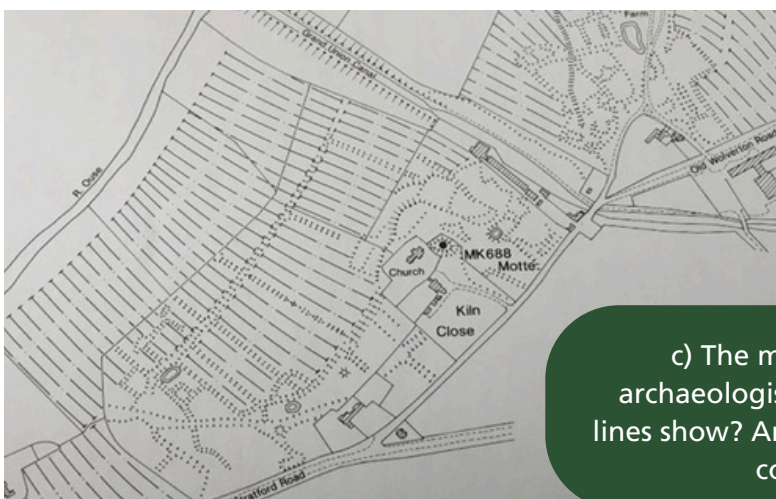 Farm
Grand Union Canal
R. Ouse
Old Wolverton Road
MK688
Motte
Church
Kiln
Close
Stratford Road
c) The m
archaeologis
lines show? Ar
co